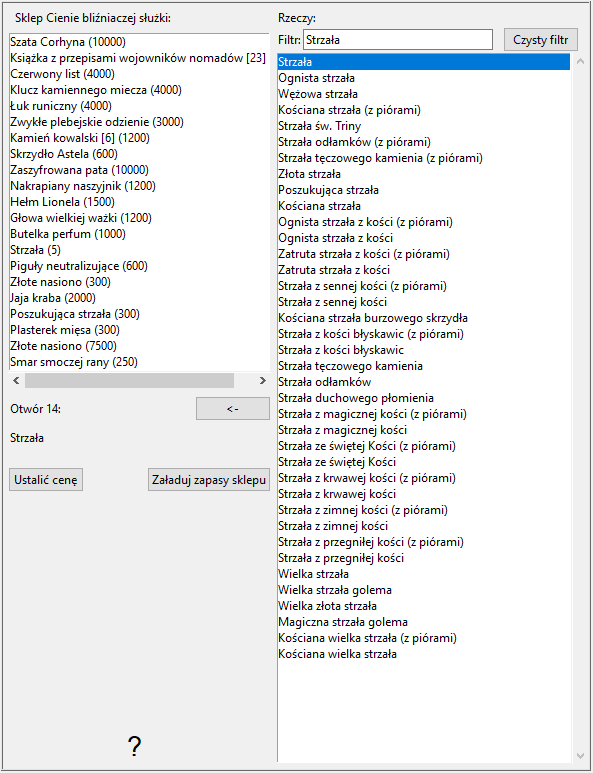 Sklep Cienie bliźniaczej służki:
Szata Corhyna (10000)
Książka z przepisami wojowników nomadów [23]
Czerwony list (4000)
Klucz kamiennego miecza (4000)
Łuk runiczny (4000)
Zwykłe plebejskie odzienie (3000)
Kamień kowalski [6] (1200)
Skrzydło Astela (600)
Zaszyfrowana pata (10000)
Nakrapiany naszyjnik (1200)
Hełm Lionela (1500)
Głowa wielkiej ważki (1200)
Butelka perfum (1000)
Strzała (5)
Piguły neutralizujące (600)
Złote nasiono (300)
Jaja kraba (2000)
Poszukująca strzała (300)
Plasterek mięsa (300)
Złote nasiono (7500)
Smar smoczej rany (250)
Otwór 14:
<-
Strzała
Ustalić cenę
Załaduj zapasy sklepu
?
Rzeczy:
Filtr: Strzała
Czysty filtr
Strzała
Ognista strzała
Wężowa strzała
Kościana strzała (z piórami)
Strzała św. Triny
Strzała odłamków (z piórami)
Strzała tęczowego kamienia (z piórami)
Złota strzała
Poszukująca strzała
Kościana strzała
Ognista strzała z kości (z piórami)
Ognista strzała z kości
Zatruta strzała z kości (z piórami)
Zatruta strzała z kości
Strzała z sennej kości (z piórami)
Strzała z sennej kości
Kościana strzała burzowego skrzydła
Strzała z kości błyskawic (z piórami)
Strzała z kości błyskawic
Strzała tęczowego kamienia
Strzała odłamków
Strzała duchowego płomienia
Strzała z magicznej kości (z piórami)
Strzała z magicznej kości
Strzała ze świętej Kości (z piórami)
Strzała ze świętej Kości
Strzała z krwawej kości (z piórami)
Strzała z krwawej kości
Strzała z zimnej kości (z piórami)
Strzała z zimnej kości
Strzała z przegniłej kości (z piórami)
Strzała z przegniłej kości
Wielka strzała
Wielka strzała golema
Wielka złota strzała
Magiczna strzała golema
Kościana wielka strzała (z piórami)
Kościana wielka strzała